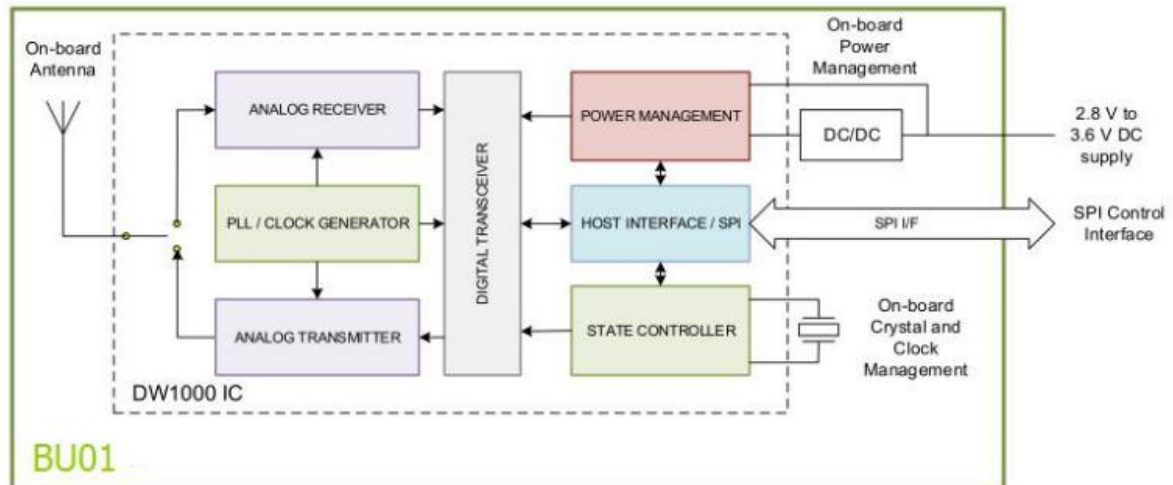 On-board
Antenna
ANALOG RECEIVER
PLL / CLOCK GENERATOR
ANALOG TRANSMITTER
DIGITAL TRANSCEIVER
POWER MANAGEMENT
HOST INTERFACE / SPI
STATE CONTROLLER
DW1000 IC
On-board
Power
Management
DC/DC
2.8 V to
3.6 V DC
supply
SPI I/F
SPI Control
Interface
On-board
Crystal and
Clock
Management
BU01